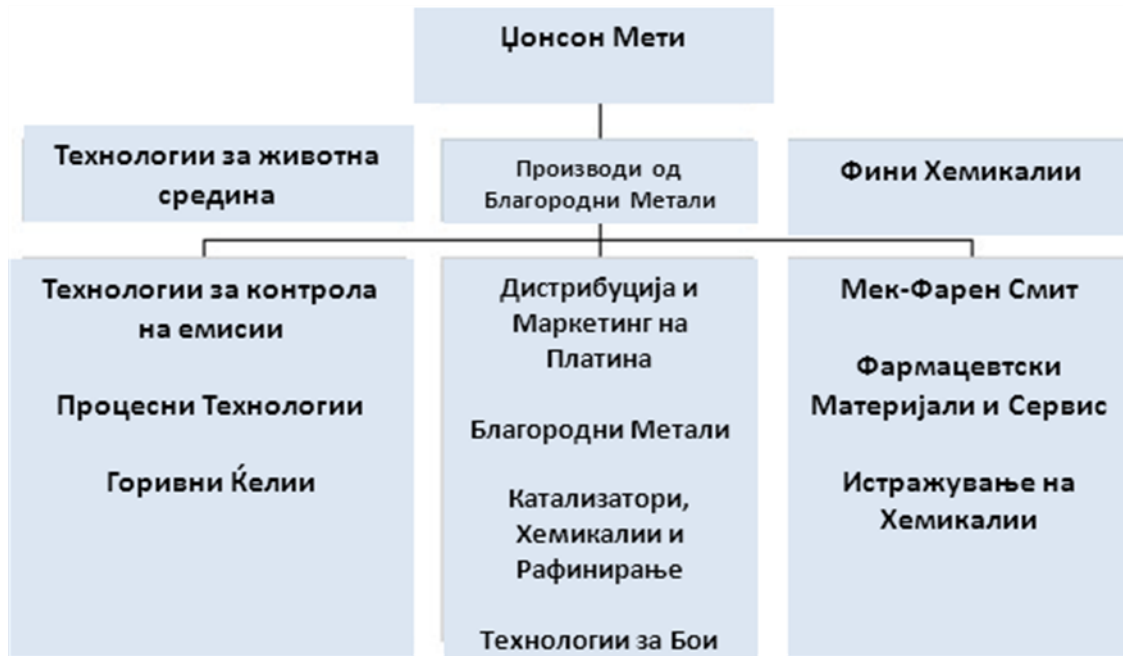 Џонсон Мети
Технологии за животна
средина
Производи од
Благородни Метали
Фини Хемикалии
Технологии за контрола
на емисии
Процесни Технологии
Горивни Ќелии
Дистрибуција и
Маркетинг на
Платина
Благородни Метали
Катализатори,
Хемикалии и
Рафинирање
Технологии за Бои
Мек-Фарен Смит
Фармацевтски
Материјали и Сервис
Истражување на
Хемикалии